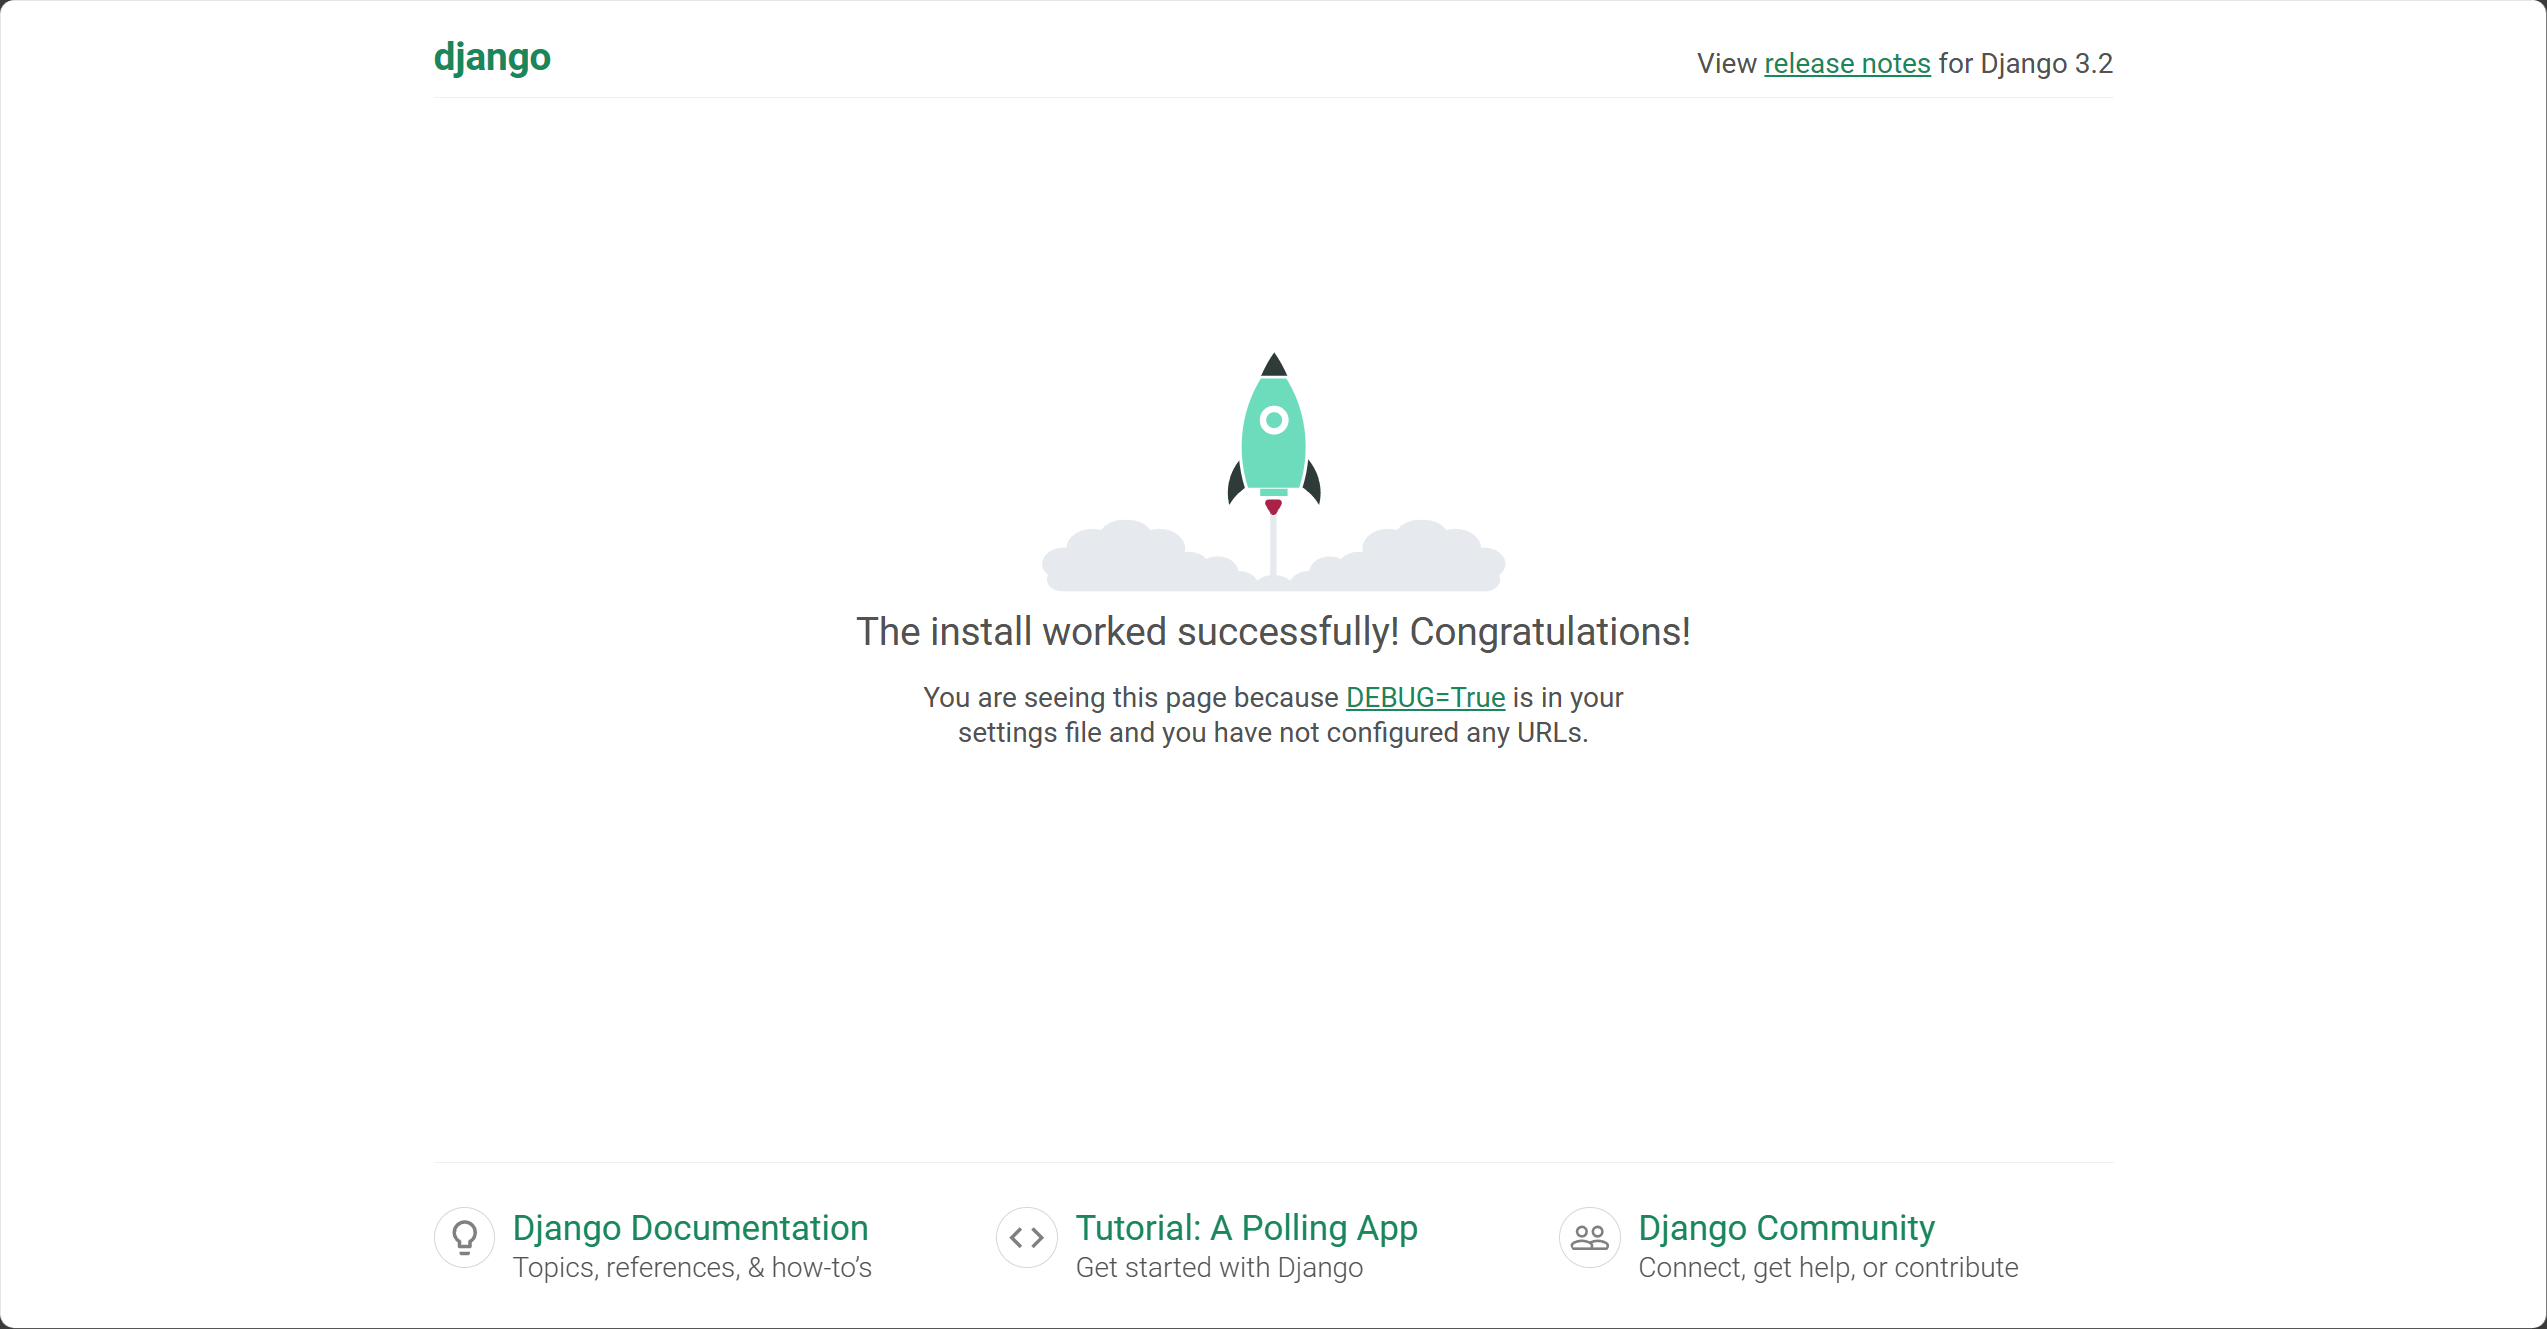 django
View release notes for Django 3.2
The install worked successfully! Congratulations!
You are seeing this page because DEBUG=True is in your
settings file and you have not configured any URLs.
Django Documentation
Topics, references, & how-to’s
Tutorial: A Polling App
Get started with Django
Django Community
Connect, get help, or contribute